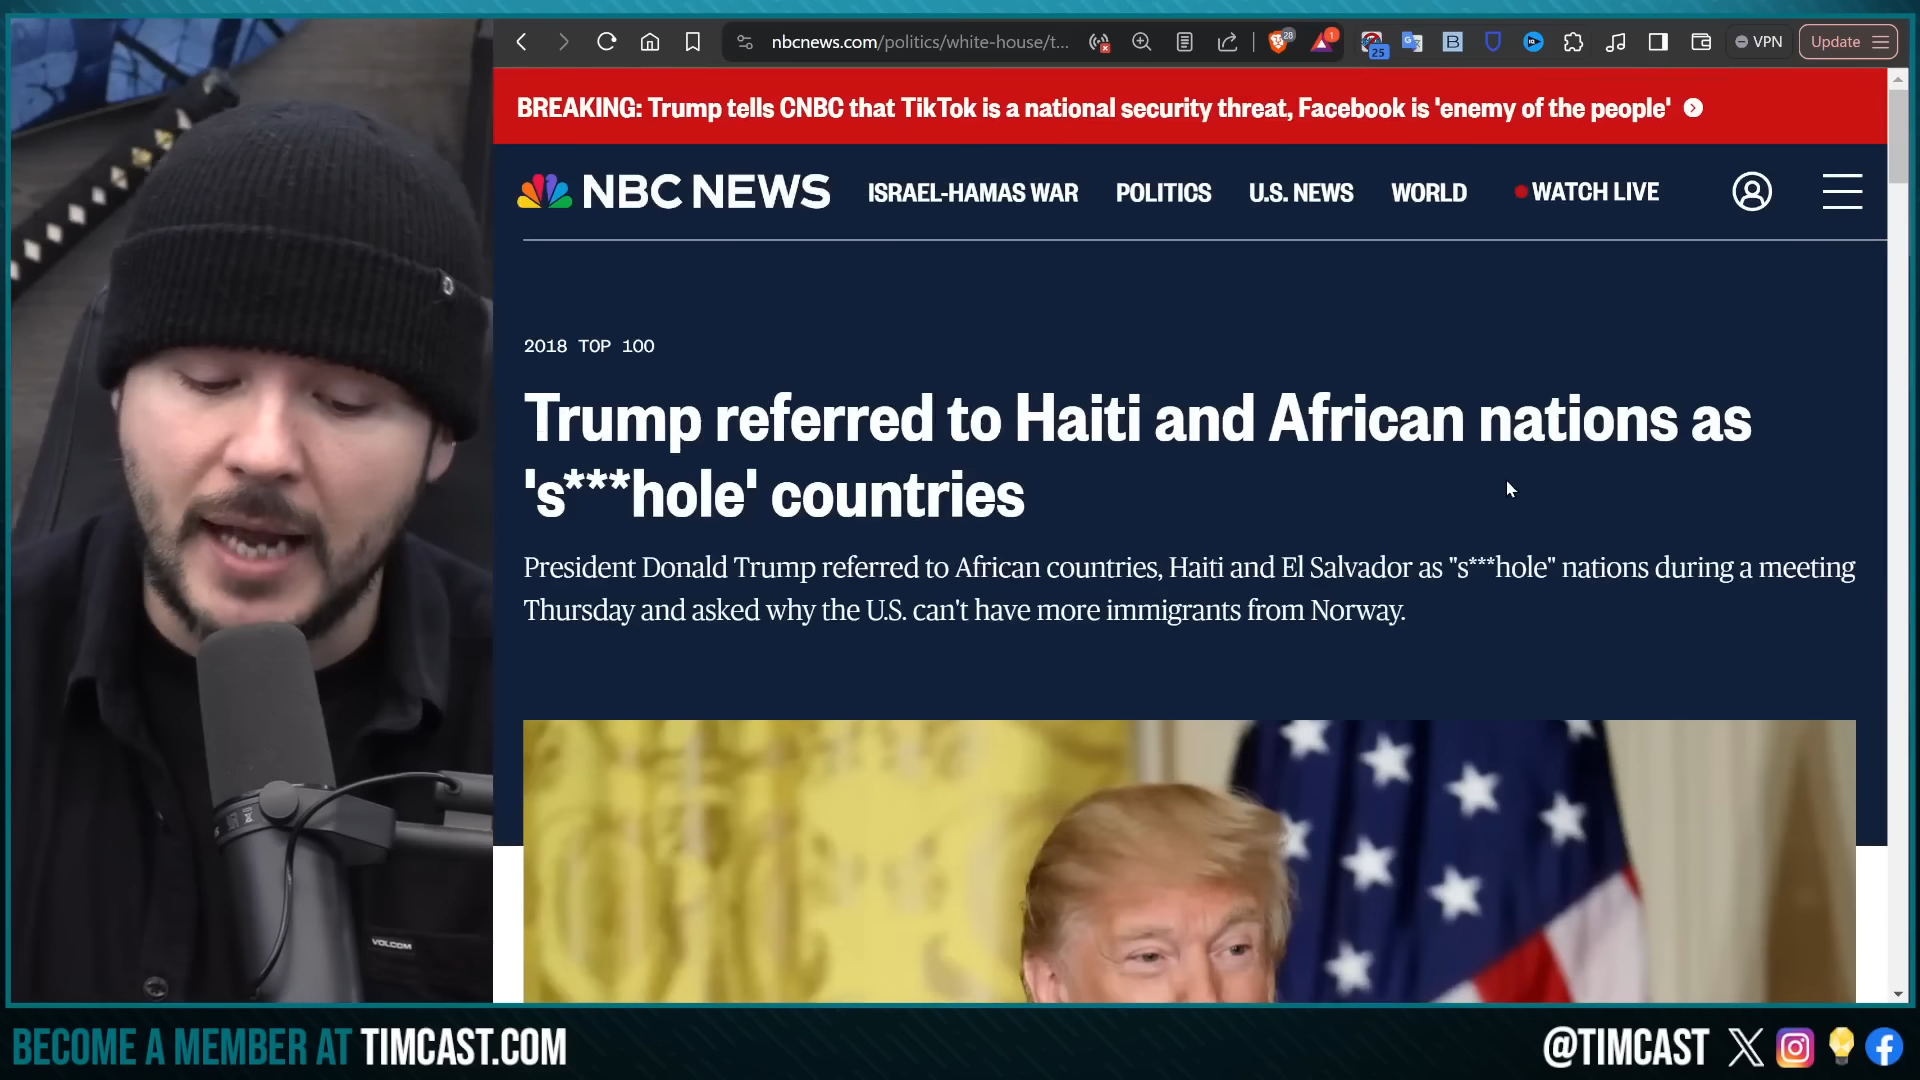 nbcnews.com/politics/white-house/t...
28
1
25
VPN
Update
BREAKING: Trump tells CNBC that TikTok is a national security threat, Facebook is 'enemy of the people'
NBC NEWS
ISRAEL-HAMAS WAR
POLITICS
U.S. NEWS
WORLD
WATCH LIVE
2018 TOP 100
Trump referred to Haiti and African nations as
's***hole' countries
President Donald Trump referred to African countries, Haiti and El Salvador as "s***hole" nations during a meeting
Thursday and asked why the U.S. can't have more immigrants from Norway.
VOLCOM
BECOME A MEMBER AT TIMCAST.COM
@TIMCAST